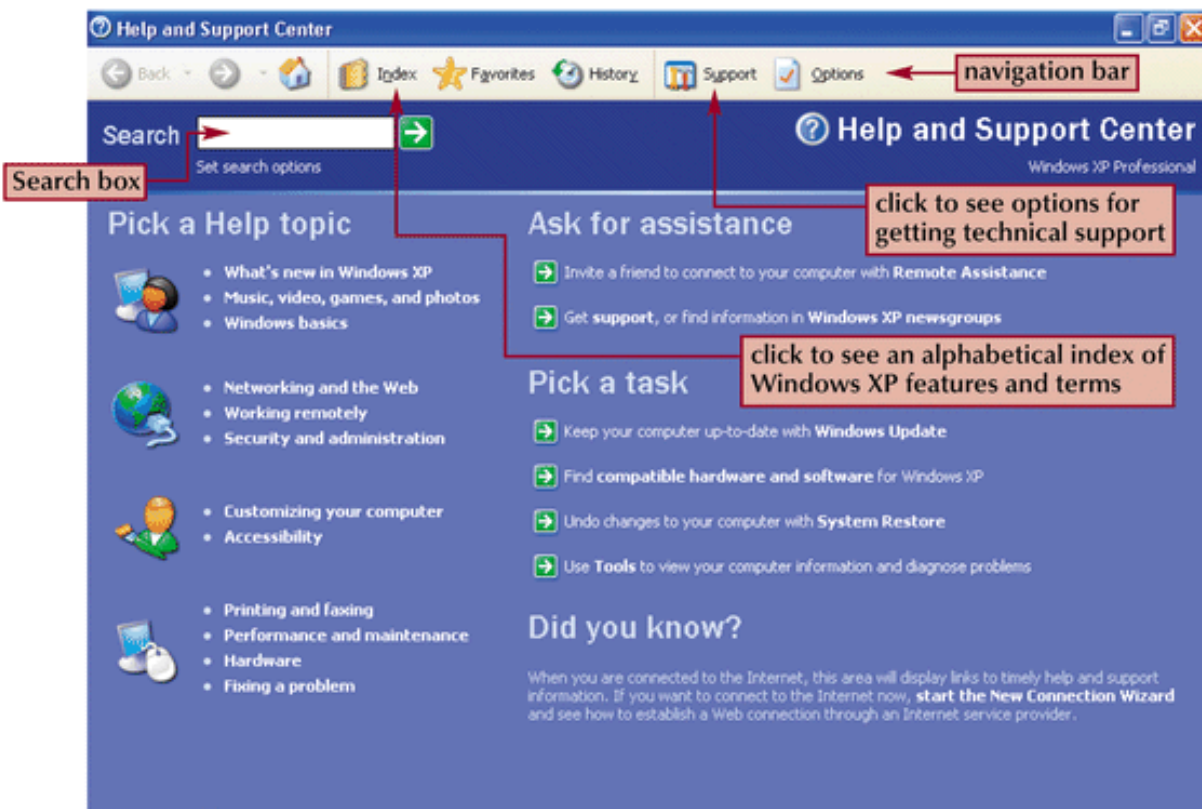 Help and Support Center
Back Index Favorites History Support Options navigation bar
Search
Help and Support Center
Set search options
Windows XP Professional
Search box
click to see options for
getting technical support
Pick a Help topic
What's new in Windows XP
Music, video, games, and photos
Windows basics
Networking and the Web
Working remotely
Security and administration
Customizing your computer
Accessibility
Printing and faxing
Performance and maintenance
Hardware
Fixing a problem
Ask for assistance
Invite a friend to connect to your computer with Remote Assistance
Get support, or find information in Windows XP newsgroups
click to see an alphabetical index of
Windows XP features and terms
Pick a task
Keep your computer up-to-date with Windows Update
Find compatible hardware and software for Windows XP
Undo changes to your computer with System Restore
Use Tools to view your computer information and diagnose problems
Did you know?
When you are connected to the Internet, this area will display links to timely help and support
information. If you want to connect to the Internet now, start the New Connection Wizard
and see how to establish a Web connection through an Internet service provider.